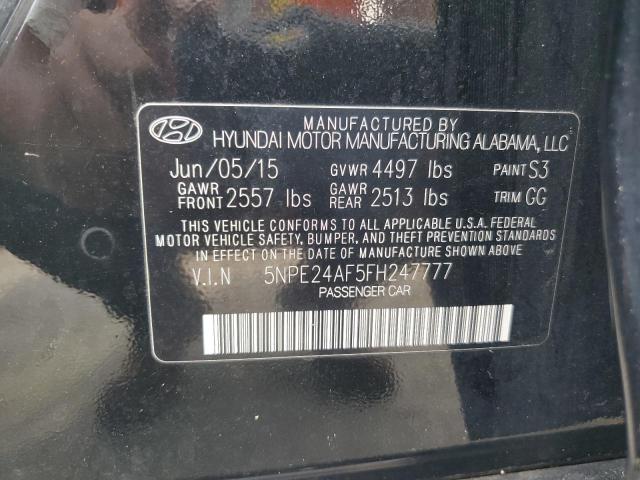 MANUFACTURED BY
HYUNDAI MOTOR MANUFACTURING ALABAMA, LLC
Jun/05/15 GVWR 4497 lbs PAINT S3
GAWR FRONT 2557 lbs GAWR REAR 2513 lbs TRIM GG
THIS VEHICLE CONFORMS TO ALL APPLICABLE U.S.A. FEDERAL
MOTOR VEHICLE SAFETY, BUMPER, AND THEFT PREVENTION STANDARDS
IN EFFECT ON THE DATE OF MANUFACTURE SHOWN ABOVE.
V.I.N 5NPE24AF5FH247777
PASSENGER CAR